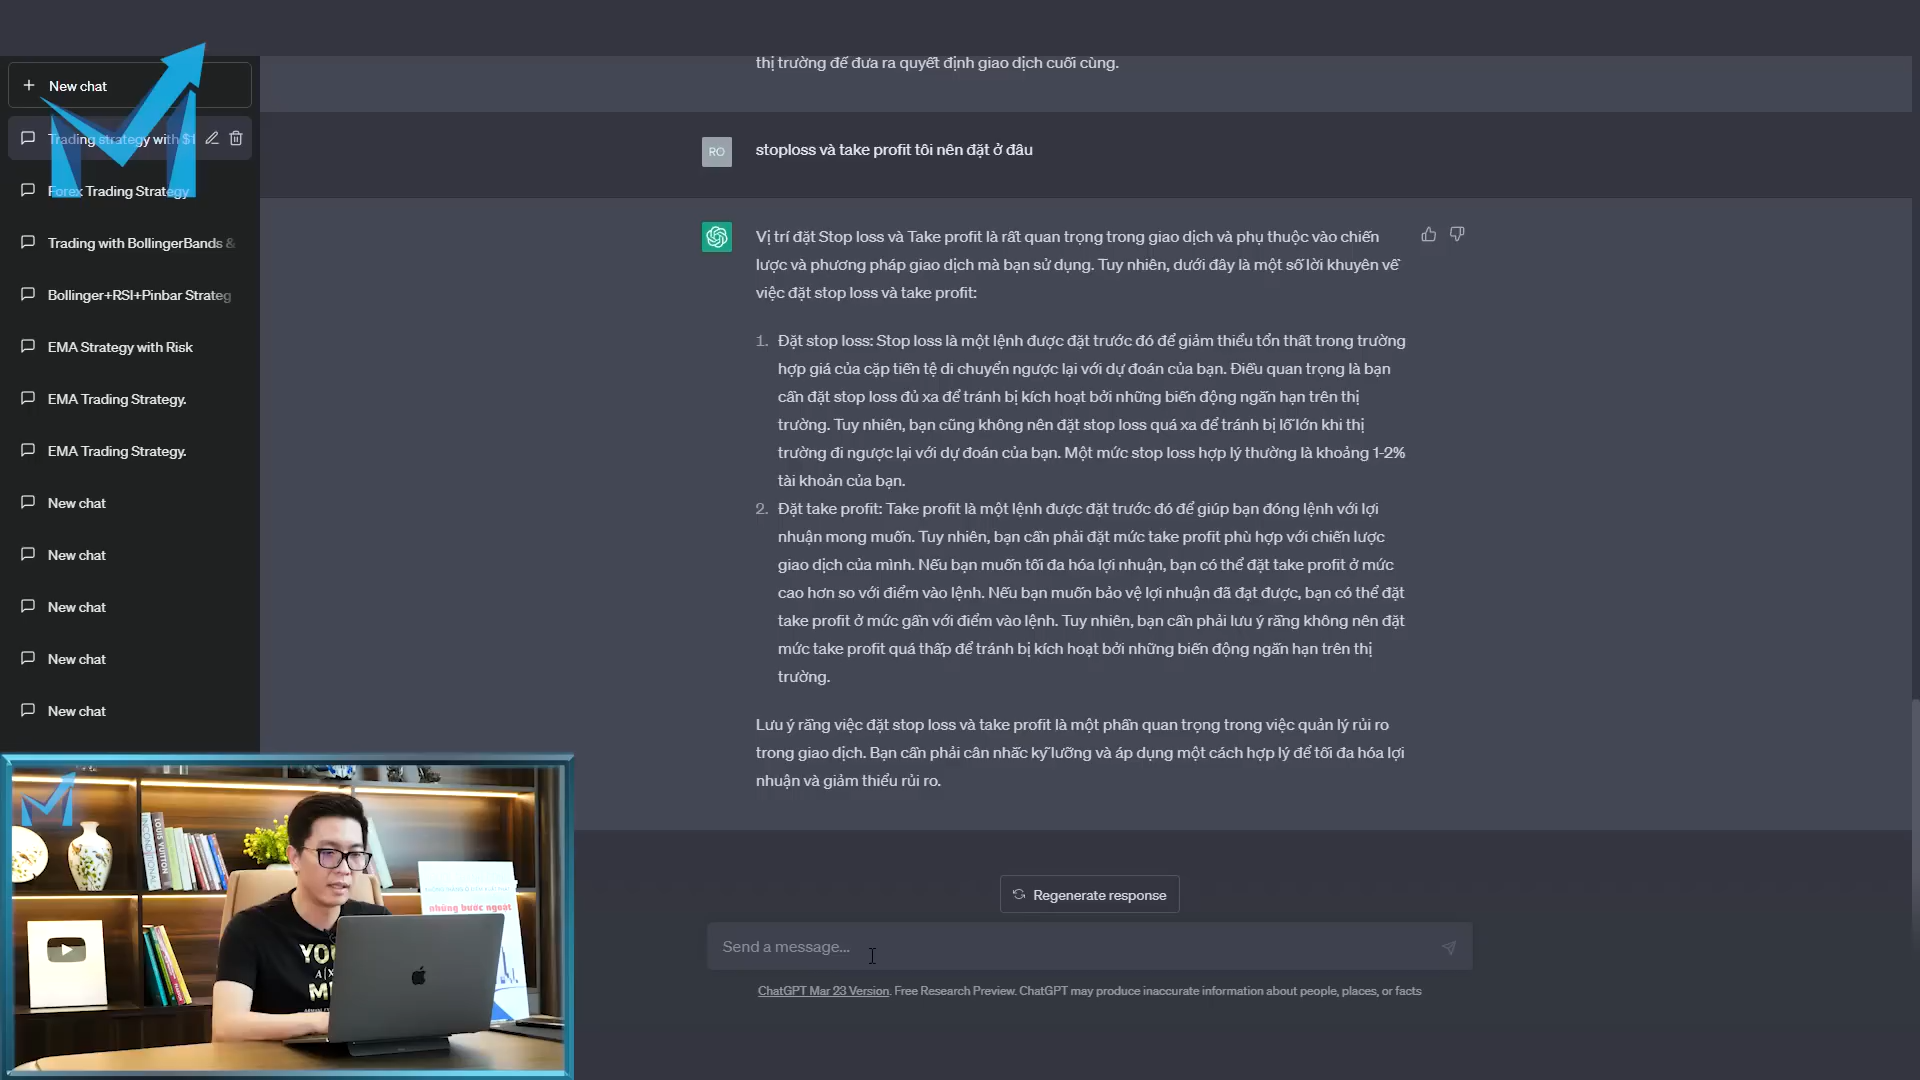 thị trường để đưa ra quyết định giao dịch cuối cùng.
New chat
Trading strategy with $1
Forex Trading Strategy
Trading with BollingerBands &
Bollinger+RSI+Pinbar Strateg
EMA Strategy with Risk
EMA Trading Strategy.
EMA Trading Strategy.
New chat
New chat
New chat
New chat
New chat
RO
stoploss và take profit tôi nên đặt ở đâu
Vị trí đặt Stop loss và Take profit là rất quan trọng trong giao dịch và phụ thuộc vào chiến
lược và phương pháp giao dịch mà bạn sử dụng. Tuy nhiên, dưới đây là một số lời khuyên về
việc đặt stop loss và take profit:
1. Đặt stop loss: Stop loss là một lệnh được đặt trước đó để giảm thiểu tổn thất trong trường
hợp giá của cặp tiền tệ di chuyển ngược lại với dự đoán của bạn. Điều quan trọng là bạn
cần đặt stop loss đủ xa để tránh bị kích hoạt bởi những biến động ngắn hạn trên thị
trường. Tuy nhiên, bạn cũng không nên đặt stop loss quá xa để tránh bị lỗ lớn khi thị
trường đi ngược lại với dự đoán của bạn. Một mức stop loss hợp lý thường là khoảng 1-2%
tài khoản của bạn.
2. Đặt take profit: Take profit là một lệnh được đặt trước đó để giúp bạn đóng lệnh với lợi
nhuận mong muốn. Tuy nhiên, bạn cần phải đặt mức take profit phù hợp với chiến lược
giao dịch của mình. Nếu bạn muốn tối đa hóa lợi nhuận, bạn có thể đặt take profit ở mức
cao hơn so với điểm vào lệnh. Nếu bạn muốn bảo vệ lợi nhuận đã đạt được, bạn có thể đặt
take profit ở mức gần với điểm vào lệnh. Tuy nhiên, bạn cần phải lưu ý rằng không nên đặt
mức take profit quá thấp để tránh bị kích hoạt bởi những biến động ngắn hạn trên thị
trường.
Lưu ý rằng việc đặt stop loss và take profit là một phần quan trọng trong việc quản lý rủi ro
trong giao dịch. Bạn cần phải cân nhắc kỹ lưỡng và áp dụng một cách hợp lý để tối đa hóa lợi
nhuận và giảm thiểu rủi ro.
Regenerate response
Send a message...
ChatGPT Mar 23 Version. Free Research Preview. ChatGPT may produce inaccurate information about people, places, or facts
LOUIS VUITTON
những bước ngoặt